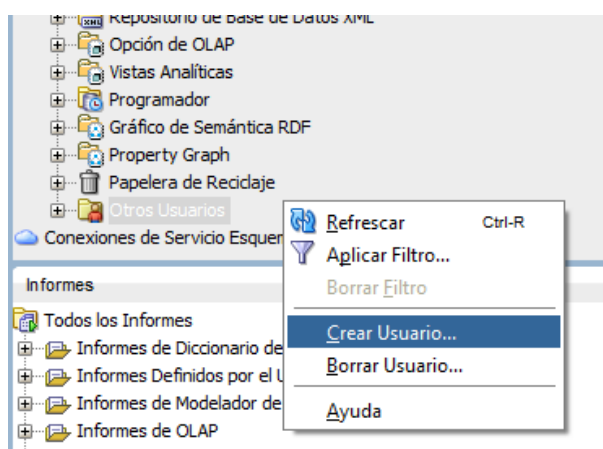 Repositorio de Base de Datos XML
Opción de OLAP
Vistas Analíticas
Programador
Gráfico de Semántica RDF
Property Graph
Papelera de Reciclaje
Otros Usuarios
Conexiones de Servicio Esquer
Refrescar Ctrl-R
Aplicar Filtro...
Borrar Filtro
Crear Usuario...
Borrar Usuario...
Ayuda
Informes
Todos los Informes
Informes de Diccionario de
Informes Definidos por el U
Informes de Modelador de
Informes de OLAP